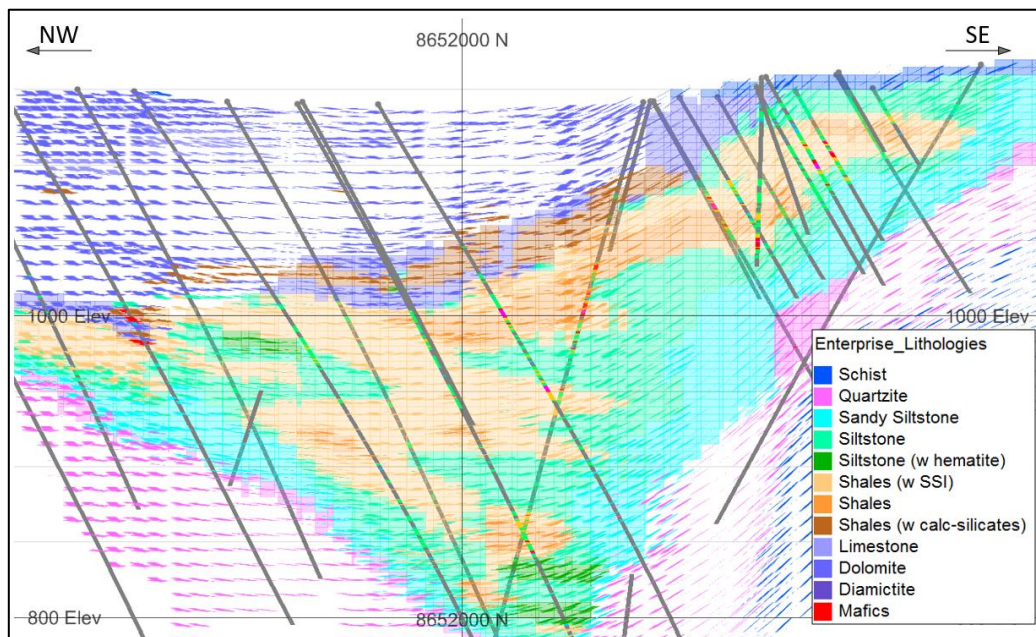 NW
8652000 N
SE
1000 Elev
1000 Elev
Enterprise_Lithologies
Schist
Quartzite
Sandy Siltstone
Siltstone
Siltstone (w hematite)
Shales (w SSI)
Shales
Shales (w calc-silicates)
Limestone
Dolomite
Diamictite
Mafics
800 Elev
8652000 N